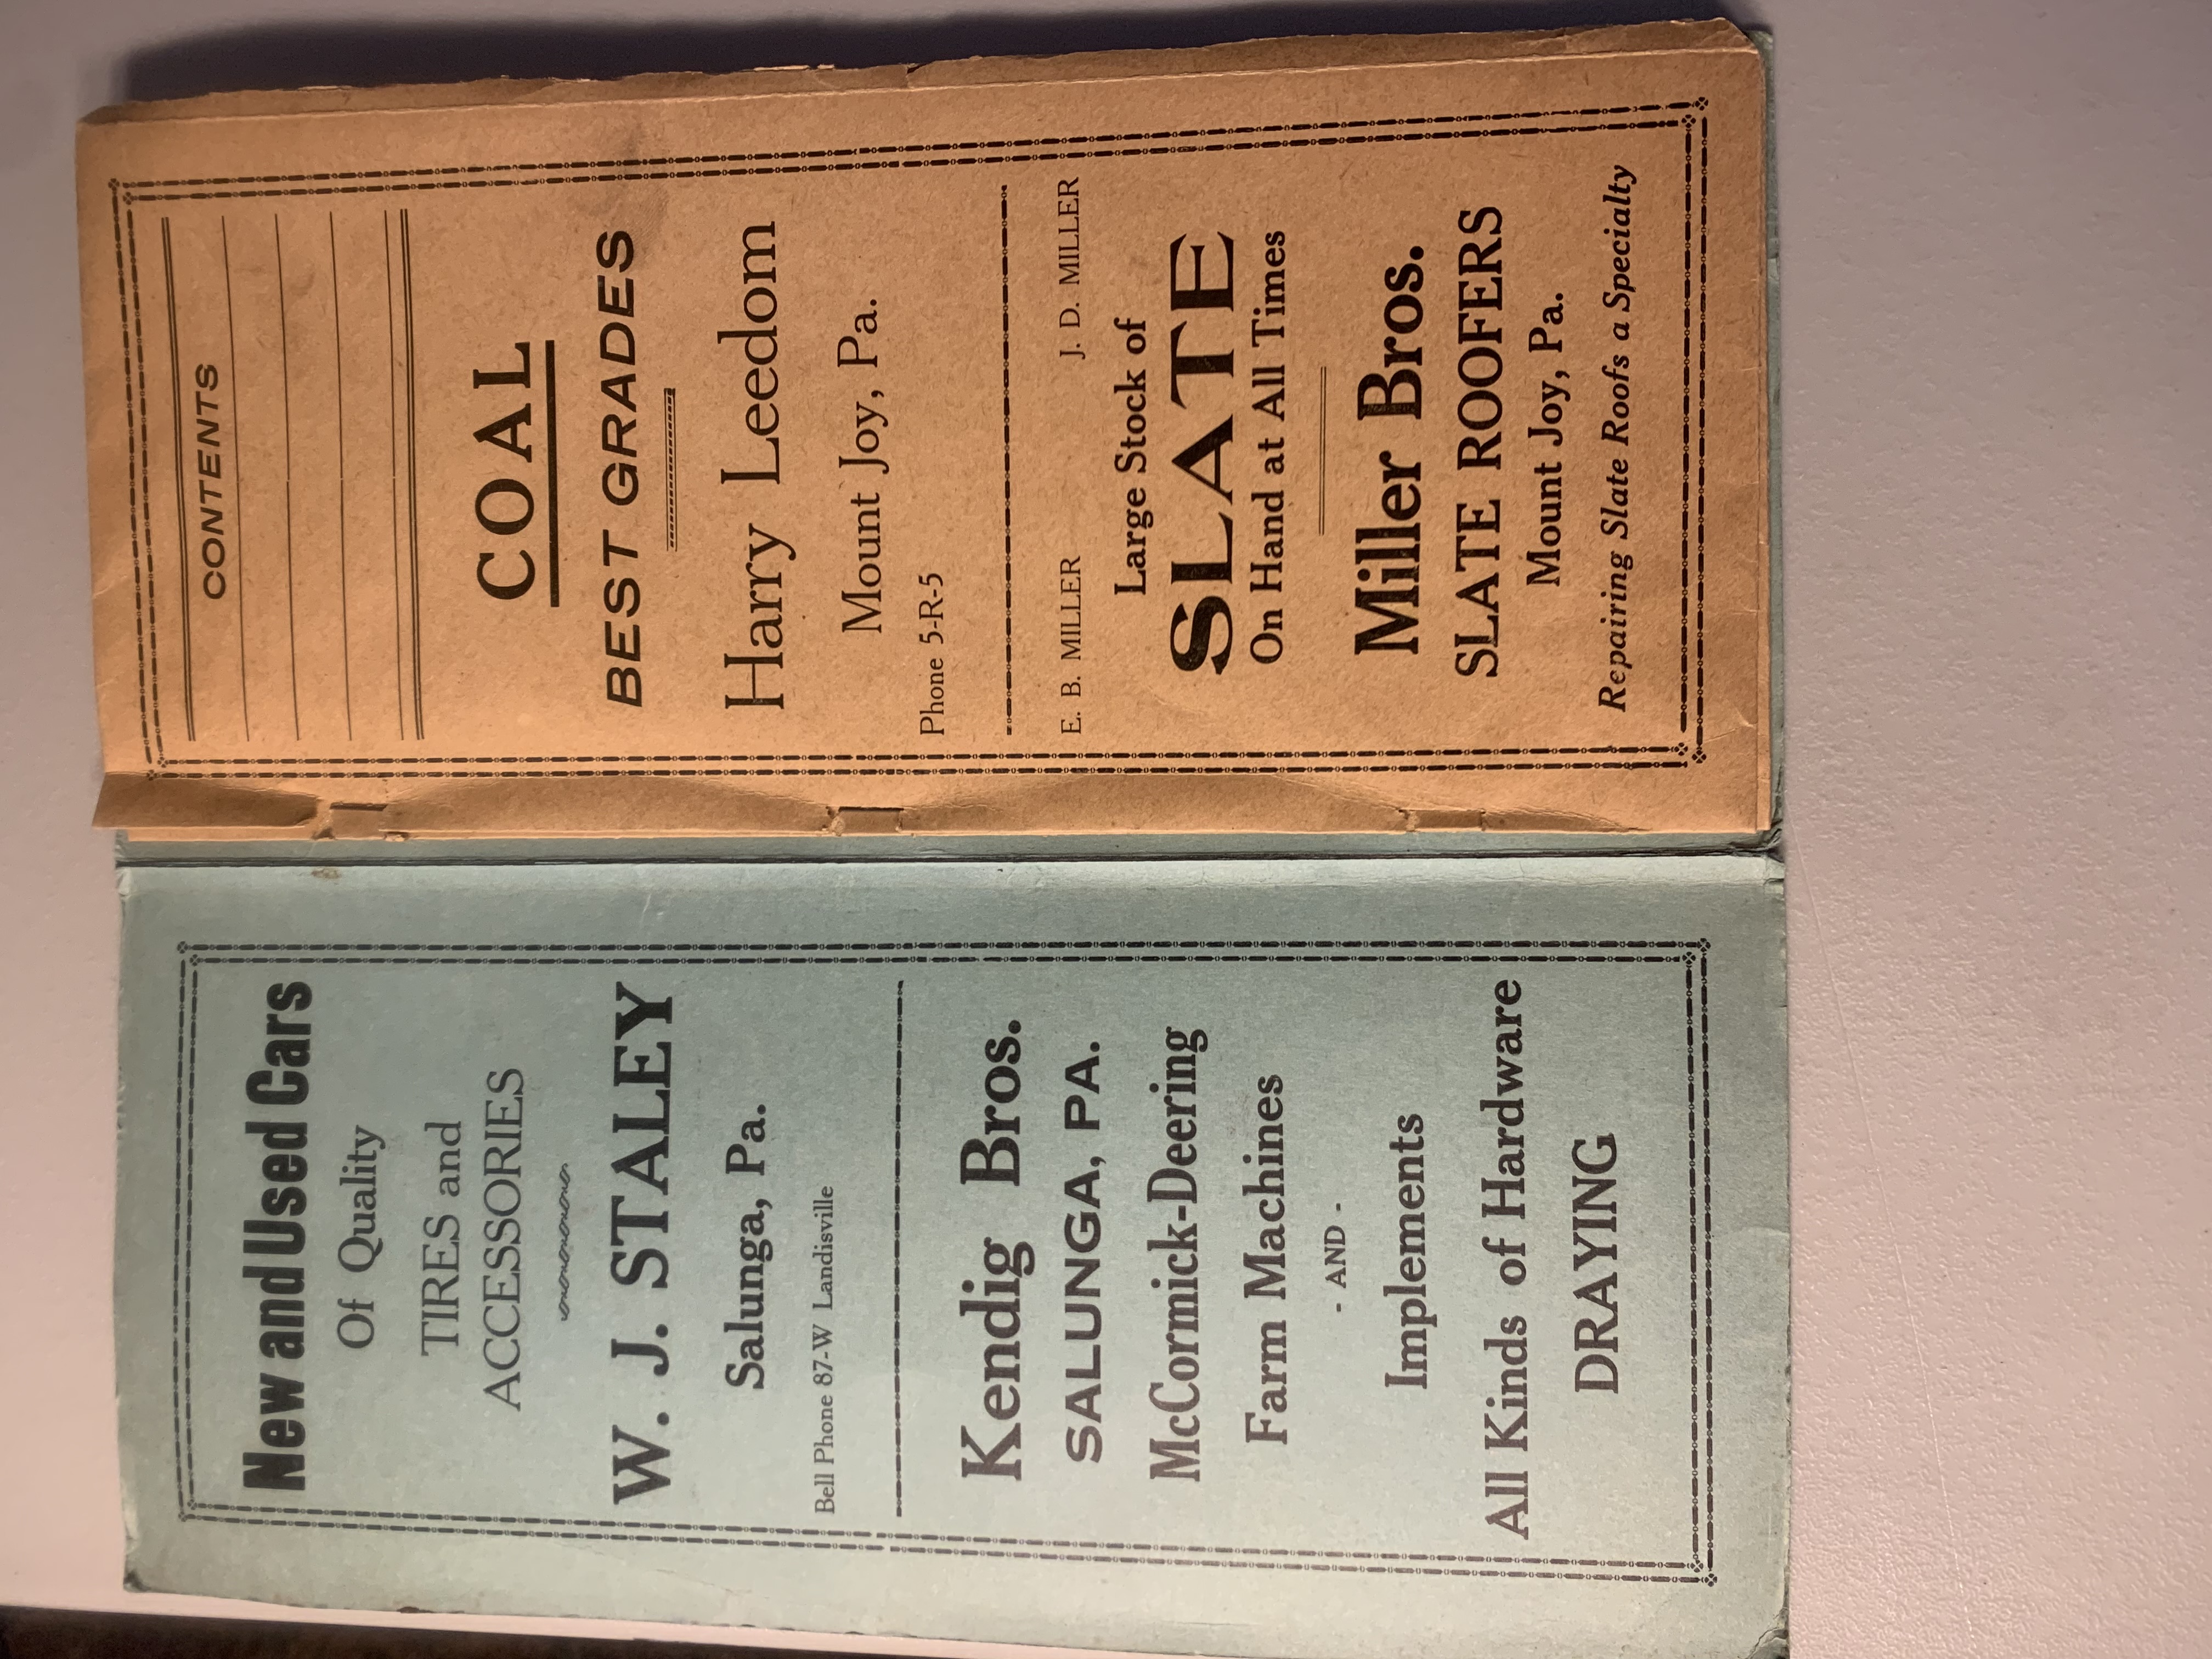 New and Used Cars
Of Quality
TIRES and
ACCESSORIES
W. J. STALEY
Salunga, Pa.
Bell Phone 87-W Landisville
Kendig Bros.
SALUNGA, PA.
McCormick-Deering
Farm Machines
- AND -
Implements
All Kinds of Hardware
DRAYING
CONTENTS
COAL
BEST GRADES
Harry Leedom
Mount Joy, Pa.
Phone 5-R-5
E. B. MILLER J. D. MILLER
Large Stock of
SLATE
On Hand at All Times
Miller Bros.
SLATE ROOFERS
Mount Joy, Pa.
Repairing Slate Roofs a Specialty